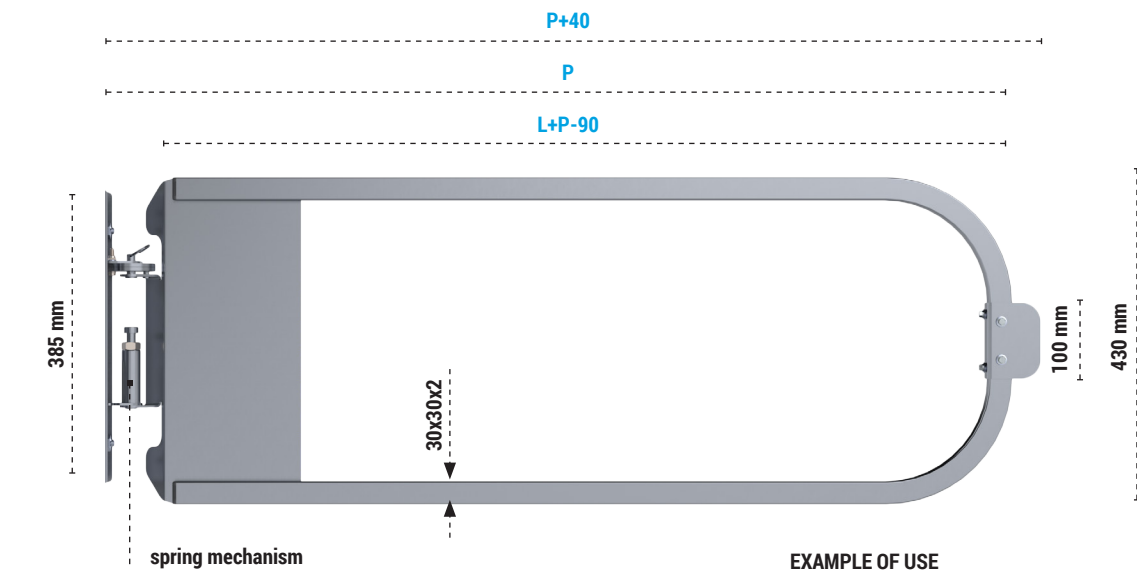 P+40
P
L+P-90
385 mm
30x30x2
100 mm
430 mm
spring mechanism
EXAMPLE OF USE